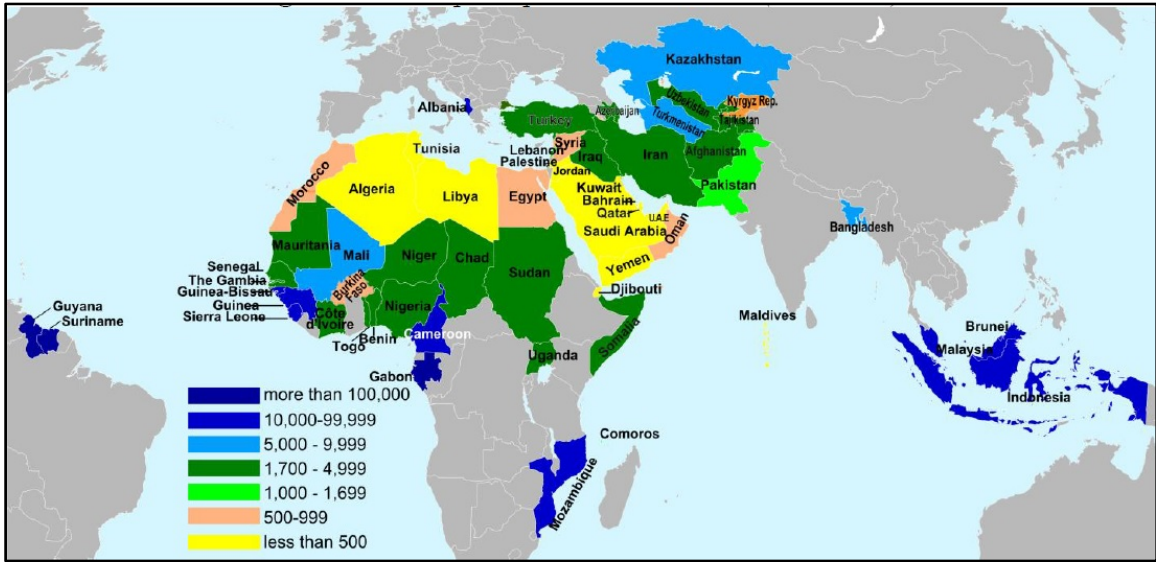 Kazakhstan
Albania
Azerbaijan
Uzbekistan
Kyrgyz Rep.
Turkey
Turkmenistan
Tajikistan
Tunisia
Lebanon
Syria
Palestine
Iraq
Iran
Afghanistan
Jordan
Morocco
Algeria
Libya
Egypt
Kuwait
Bahrain
Qatar
Pakistan
U.A.E
Saudi Arabia
Oman
Bangladesh
Mauritania
Mali
Niger
Chad
Sudan
Yemen
Senegal
The Gambia
Guinea-Bissau
Burkina
Faso
Djibouti
Guyana
Suriname
Guinea
Sierra Leone
Côte
d'Ivoire
Nigeria
Togo
Benin
Cameroon
Somalia
Maldives
Brunei
Malaysia
Indonesia
Uganda
Gabon
Comoros
Mozambique
more than 100,000
10,000-99,999
5,000 - 9,999
1,700 - 4,999
1,000 - 1,699
500-999
less than 500